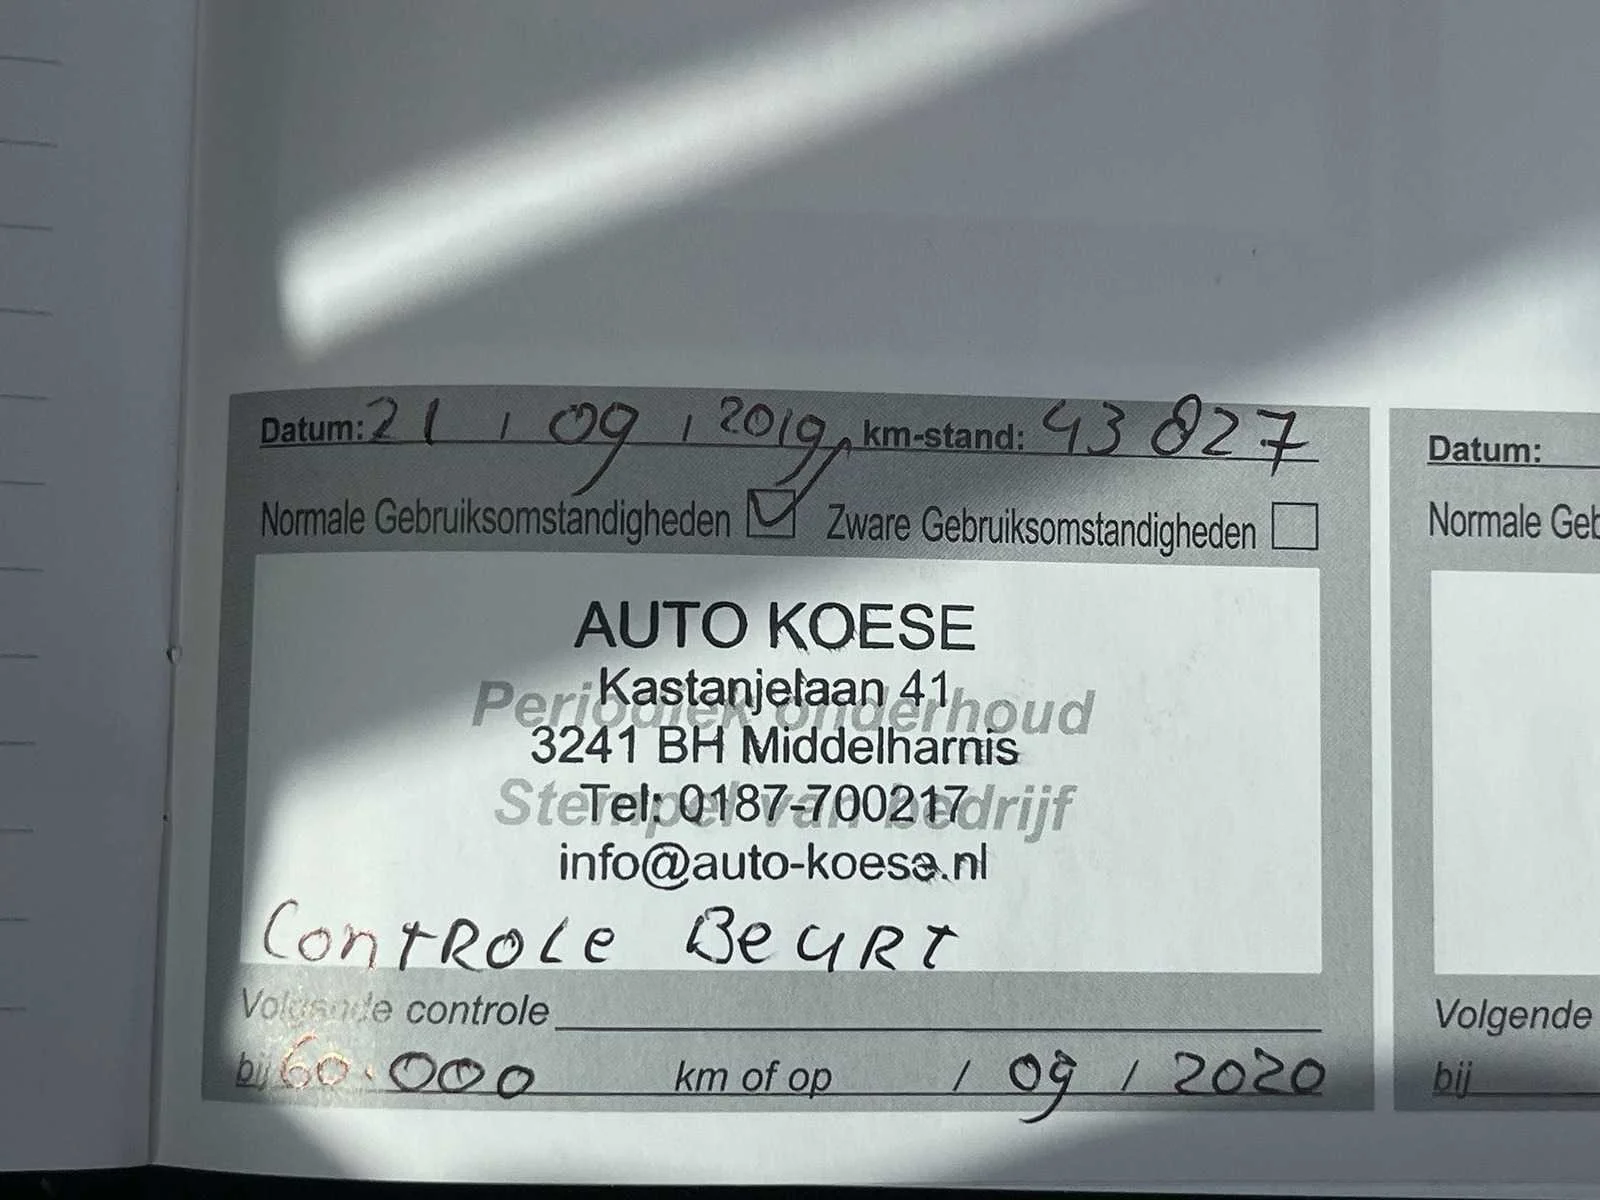 Datum: 21 / 09 / 2019 km-stand: 43 827
Normale Gebruiksomstandigheden Zware Gebruiksomstandigheden
AUTO KOESE
Kastanjelaan 41
Periodiek onderhoud
3241 BH Middelharnis
Stempel van bedrijf
Tel: 0187-700217
info@auto-koese.nl
CONTROLE BEURT
Volgende controle
bij 60.000 km of op / 09 / 2020
Datum:
Normale Geb
Volgende
bij